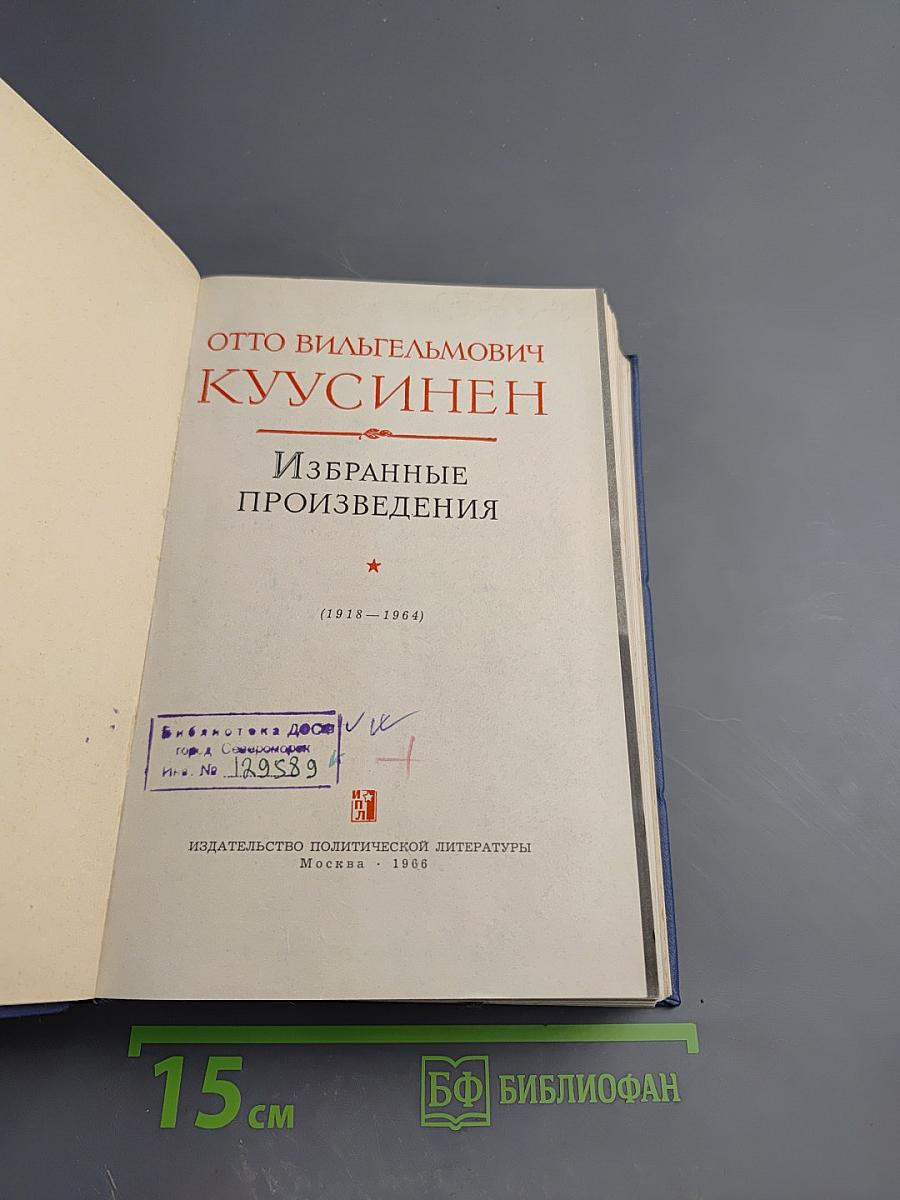 ОТТО ВИЛЬГЕЛЬМОВИЧ
КУУСИНЕН
ИЗБРАННЫЕ
ПРОИЗВЕДЕНИЯ
(1918—1964)
Библиотека ДОСФ
город Североморск
Инв. № 129589
ИПЛ
ИЗДАТЕЛЬСТВО ПОЛИТИЧЕСКОЙ ЛИТЕРАТУРЫ
Москва · 1966
15 см
БФ БИБЛИОФАН